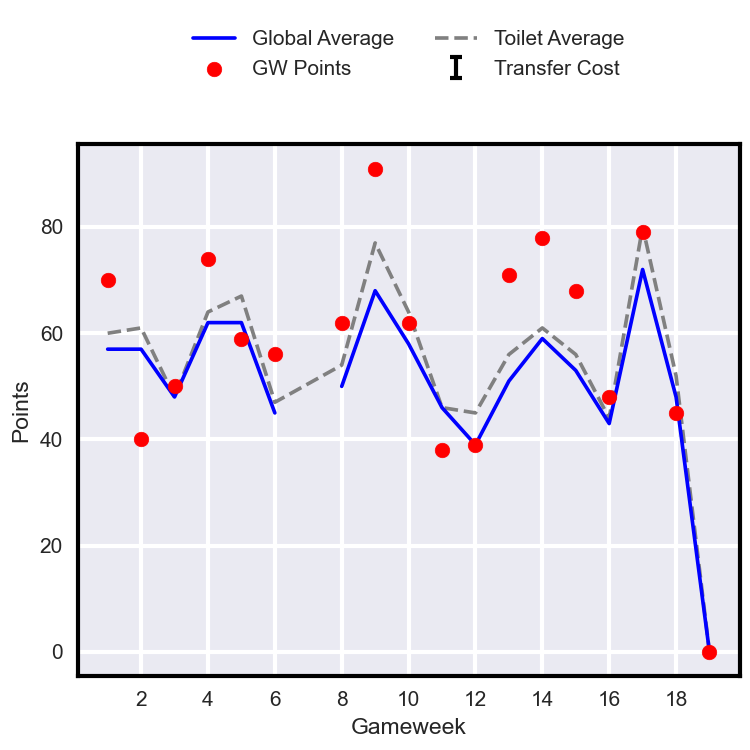 Global Average Toilet Average
GW Points Transfer Cost
80
60
40
20
0
Points
2 4 6 8 10 12 14 16 18
Gameweek